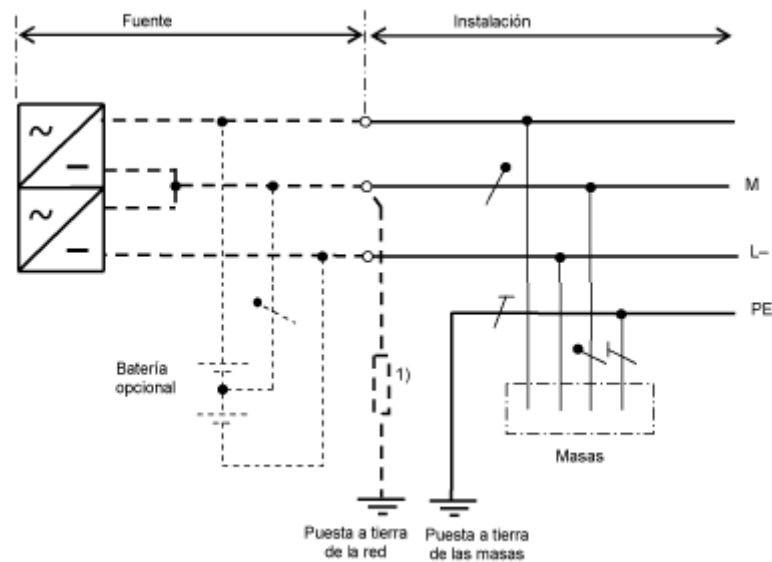 Fuente
Instalación
M
L–
PE
Batería
opcional
1)
Masas
Puesta a tierra
de la red
Puesta a tierra
de las masas